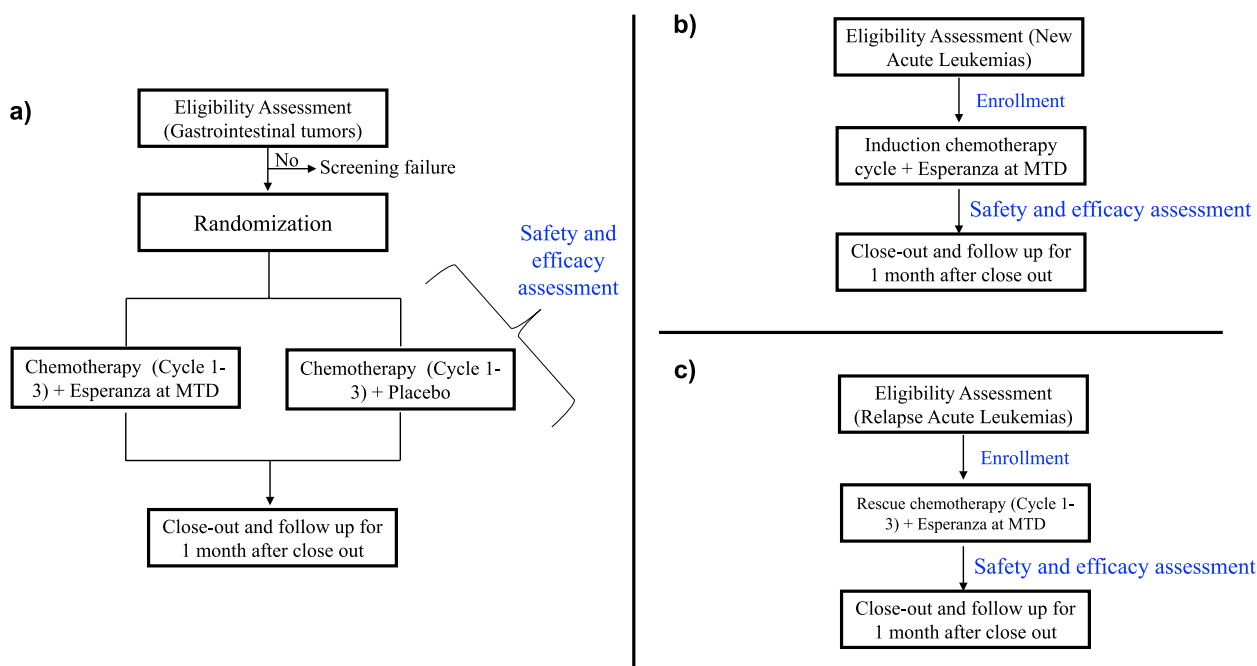 a)
Eligibility Assessment
(Gastrointestinal tumors)
No
Screening failure
Randomization
Safety and
efficacy
assessment
Chemotherapy (Cycle 1-
3) + Esperanza at MTD
Chemotherapy (Cycle 1-
3) + Placebo
Close-out and follow up for
1 month after close out
b)
Eligibility Assessment (New
Acute Leukemias)
Enrollment
Induction chemotherapy
cycle + Esperanza at MTD
Safety and efficacy assessment
Close-out and follow up for
1 month after close out
c)
Eligibility Assessment
(Relapse Acute Leukemias)
Enrollment
Rescue chemotherapy (Cycle 1-
3) + Esperanza at MTD
Safety and efficacy assessment
Close-out and follow up for
1 month after close out